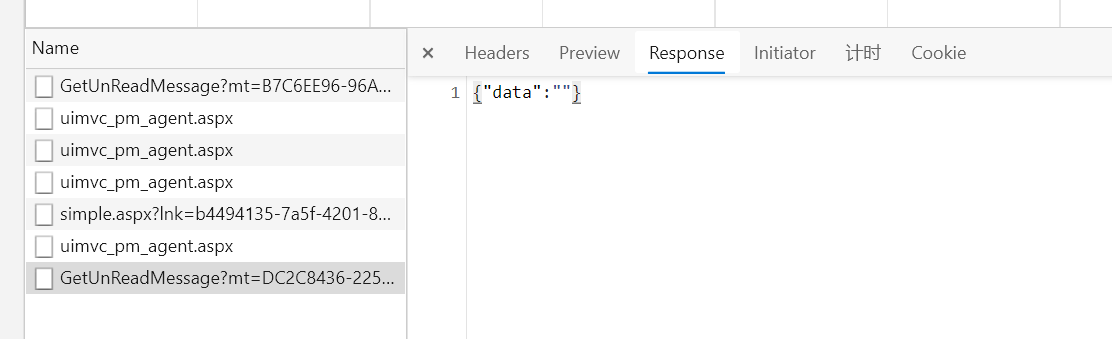 Name
GetUnReadMessage?mt=B7C6EE96-96A...
uimvc_pm_agent.aspx
uimvc_pm_agent.aspx
uimvc_pm_agent.aspx
simple.aspx?lnk=b4494135-7a5f-4201-8...
uimvc_pm_agent.aspx
GetUnReadMessage?mt=DC2C8436-225...
× Headers Preview Response Initiator 计时 Cookie
1 {"data":""}